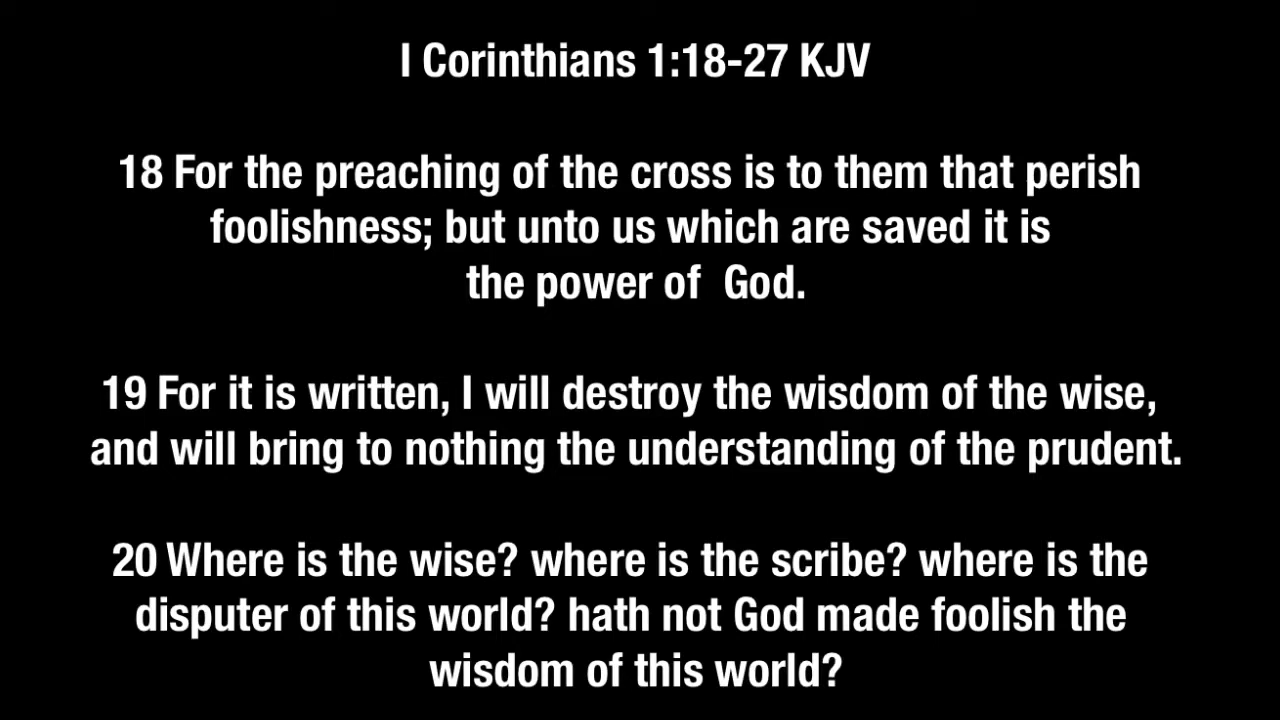 I Corinthians 1:18-27 KJV
18 For the preaching of the cross is to them that perish
foolishness; but unto us which are saved it is
the power of  God.
19 For it is written, I will destroy the wisdom of the wise,
and will bring to nothing the understanding of the prudent.
20 Where is the wise? where is the scribe? where is the
disputer of this world? hath not God made foolish the
wisdom of this world?